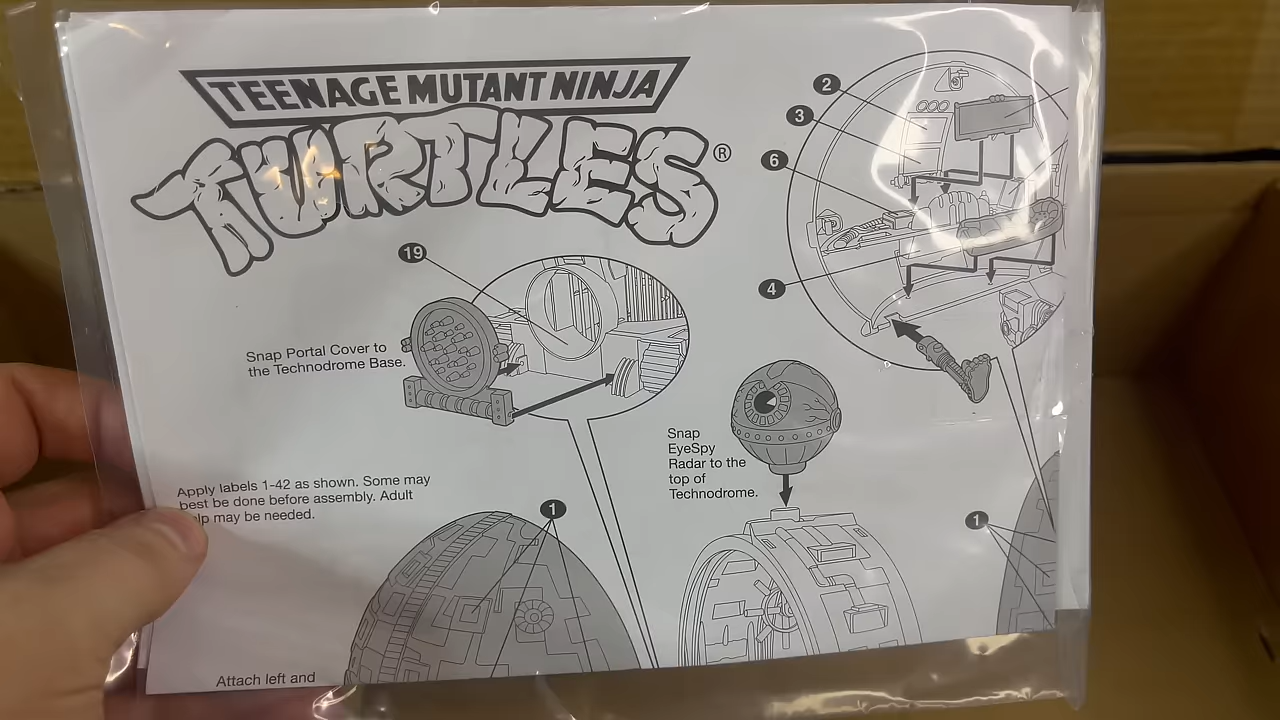 TEENAGE MUTANT NINJA
TURTLES®
2
3
6
4
19
Snap Portal Cover to
the Technodrome Base.
Snap
EyeSpy
Radar to the
top of
Technodrome.
Apply labels 1-42 as shown. Some may
best be done before assembly. Adult
lp may be needed.
1
1
Attach left and